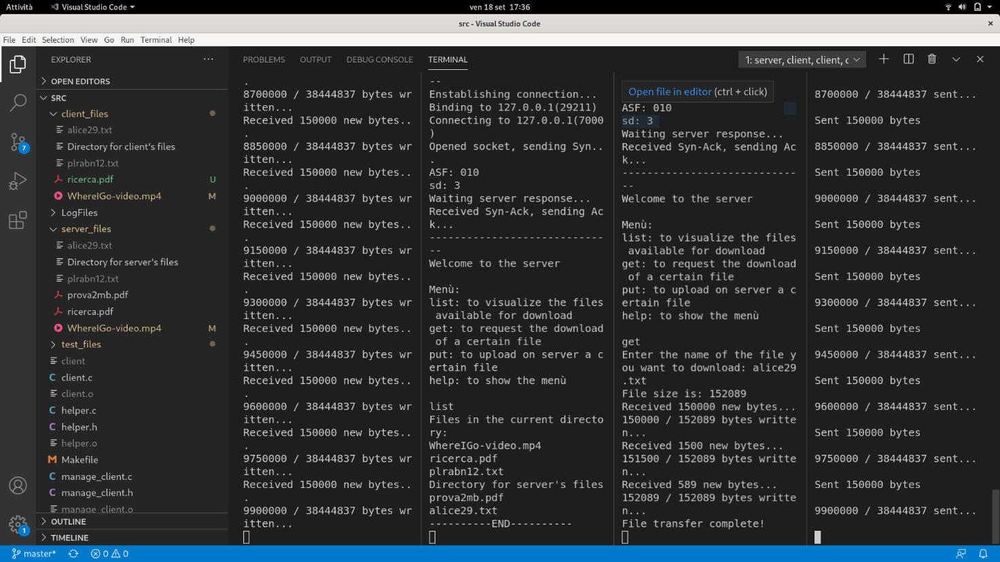 Attività
Visual Studio Code
ven 18 set 17:36
src - Visual Studio Code
File Edit Selection View Go Run Terminal Help
EXPLORER
OPEN EDITORS
SRC
client_files
alice29.txt
Directory for client's files
plrabn12.txt
ricerca.pdf U
WhereIGo-video.mp4 M
LogFiles
server_files
alice29.txt
Directory for server's files
plrabn12.txt
prova2mb.pdf
ricerca.pdf
WhereIGo-video.mp4 M
test_files
client
client.c
client.o
helper.c
helper.h
helper.o
Makefile
manage_client.c
manage_client.h
manage_client.o
OUTLINE
TIMELINE
7
1
PROBLEMS OUTPUT DEBUG CONSOLE TERMINAL
1: server, client, client, c
.
8700000 / 38444837 bytes wr
itten...
Received 150000 new bytes..
.
8850000 / 38444837 bytes wr
itten...
Received 150000 new bytes..
.
9000000 / 38444837 bytes wr
itten...
Received 150000 new bytes..
.
9150000 / 38444837 bytes wr
itten...
Received 150000 new bytes..
.
9300000 / 38444837 bytes wr
itten...
Received 150000 new bytes..
.
9450000 / 38444837 bytes wr
itten...
Received 150000 new bytes..
.
9600000 / 38444837 bytes wr
itten...
Received 150000 new bytes..
.
9750000 / 38444837 bytes wr
itten...
Received 150000 new bytes..
.
9900000 / 38444837 bytes wr
itten...
--
Enstablishing connection...
Binding to 127.0.0.1(29211)
Connecting to 127.0.0.1(7000
)
Opened socket, sending Syn..
.
ASF: 010
sd: 3
Waiting server response...
Received Syn-Ack, sending Ac
k...
----------------------------
--
Welcome to the server
Menù:
list: to visualize the files
 available for download
get: to request the download
 of a certain file
put: to upload on server a c
ertain file
help: to show the menù
list
Files in the current directo
ry:
WhereIGo-video.mp4
ricerca.pdf
plrabn12.txt
Directory for server's files
prova2mb.pdf
alice29.txt
----------END----------
Open file in editor (ctrl + click)
ASF: 010
sd: 3
Waiting server response...
Received Syn-Ack, sending Ac
k...
----------------------------
--
Welcome to the server
Menù:
list: to visualize the files
 available for download
get: to request the download
 of a certain file
put: to upload on server a c
ertain file
help: to show the menù
get
Enter the name of the file y
ou want to download: alice29
.txt
File size is: 152089
Received 150000 new bytes...
150000 / 152089 bytes writte
n...
Received 1500 new bytes...
151500 / 152089 bytes writte
n...
Received 589 new bytes...
152089 / 152089 bytes writte
n...
File transfer complete!
8700000 / 38444837 sent...
Sent 150000 bytes
8850000 / 38444837 sent...
Sent 150000 bytes
9000000 / 38444837 sent...
Sent 150000 bytes
9150000 / 38444837 sent...
Sent 150000 bytes
9300000 / 38444837 sent...
Sent 150000 bytes
9450000 / 38444837 sent...
Sent 150000 bytes
9600000 / 38444837 sent...
Sent 150000 bytes
9750000 / 38444837 sent...
Sent 150000 bytes
9900000 / 38444837 sent...
master* 0 0